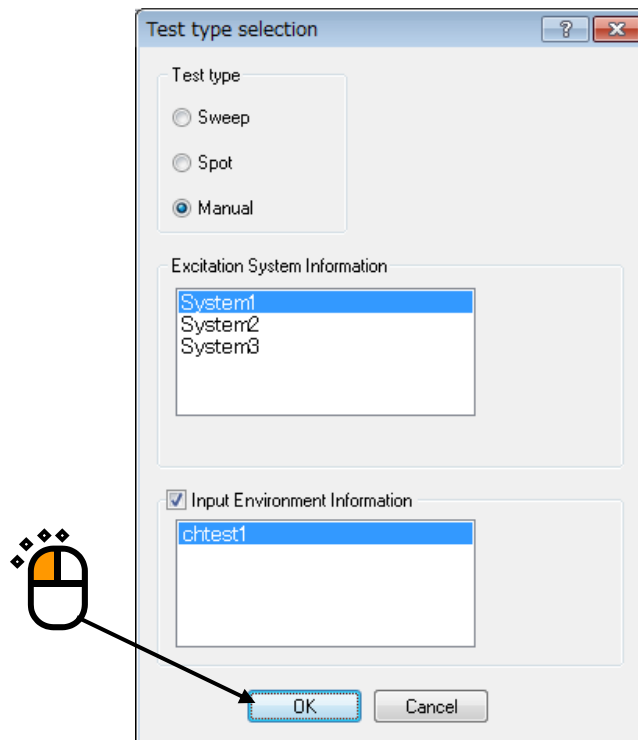 Test type selection
?
Test type
Sweep
Spot
Manual
Excitation System Information
System1
System2
System3
Input Environment Information
chtest1
OK
Cancel